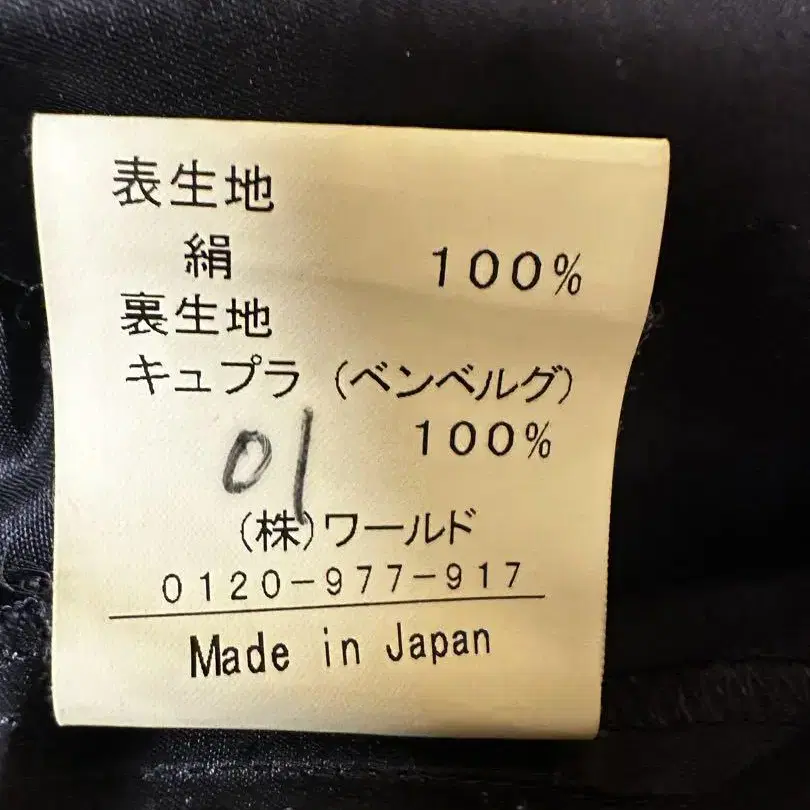 表生地
絹 100%
裏生地
キュプラ (ベンベルグ)
100%
01
(株)ワールド
0120-977-917
Made in Japan